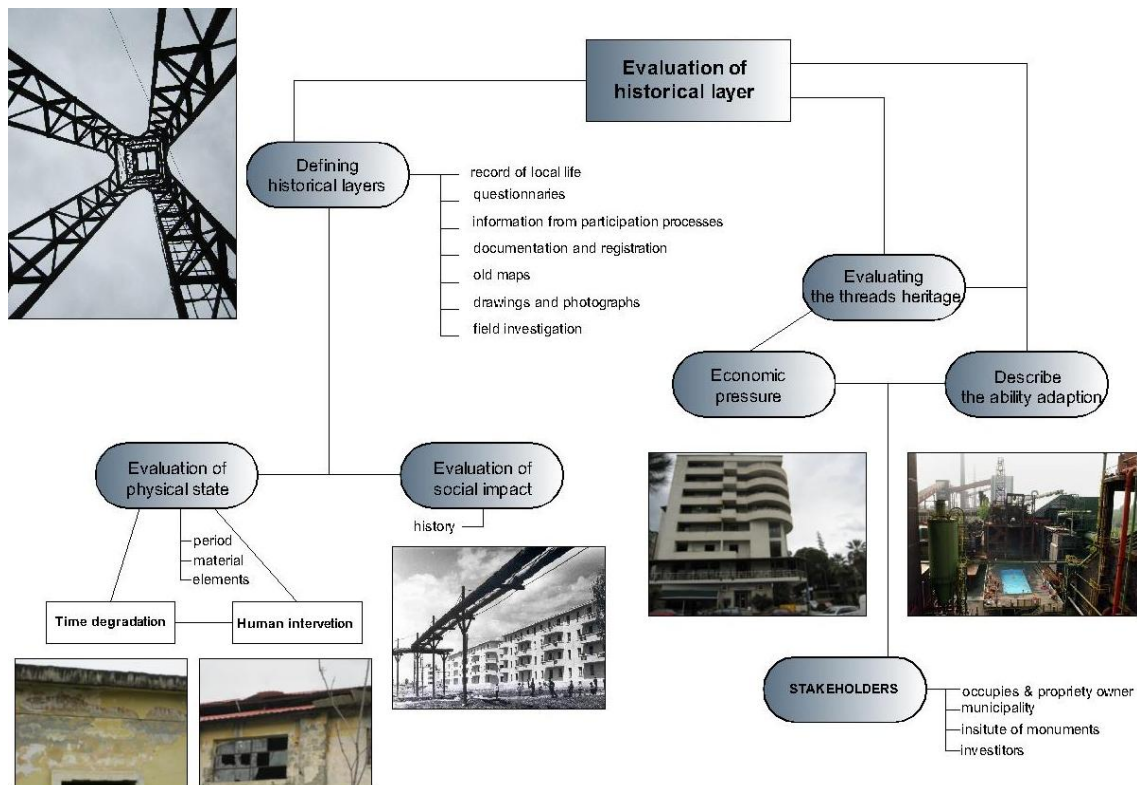 Evaluation of
historical layer
Defining
historical layers
record of local life
questionnaries
information from participation processes
documentation and registration
old maps
drawings and photographs
field investigation
Evaluating
the threads heritage
Economic
pressure
Describe
the ability adaption
Evaluation of
physical state
Evaluation of
social impact
history
period
material
elements
Time degradation
Human intervetion
STAKEHOLDERS
occupies & propriety owner
municipality
insitute of monuments
investitors